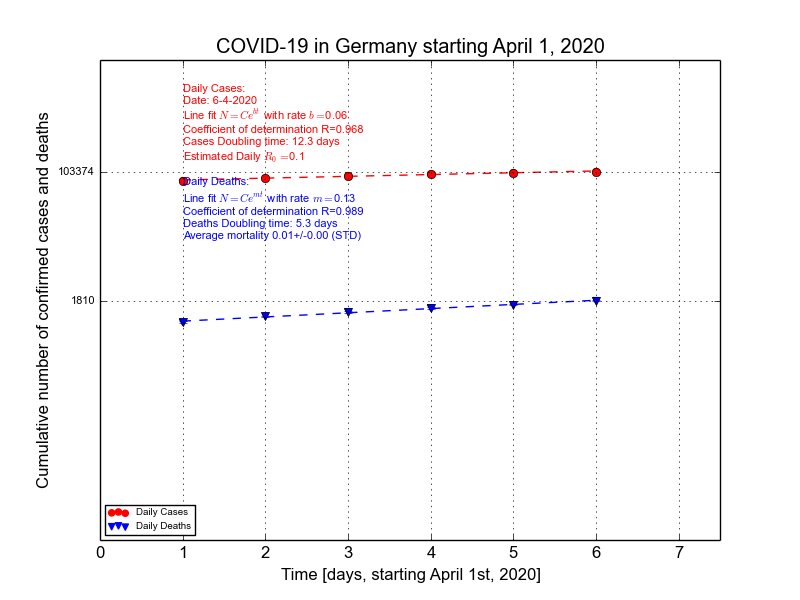 COVID-19 in Germany starting April 1, 2020
Cumulative number of confirmed cases and deaths
103374
1810
Daily Cases:
Date: 6-4-2020
Line fit N = Ce^{bt} with rate b = 0.06
Coefficient of determination R=0.968
Cases Doubling time: 12.3 days
Estimated Daily R_0 = 0.1
Daily Deaths:
Line fit N = Ce^{mt} with rate m = 0.13
Coefficient of determination R=0.989
Deaths Doubling time: 5.3 days
Average mortality 0.01+/-0.00 (STD)
Daily Cases
Daily Deaths
0 1 2 3 4 5 6 7
Time [days, starting April 1st, 2020]